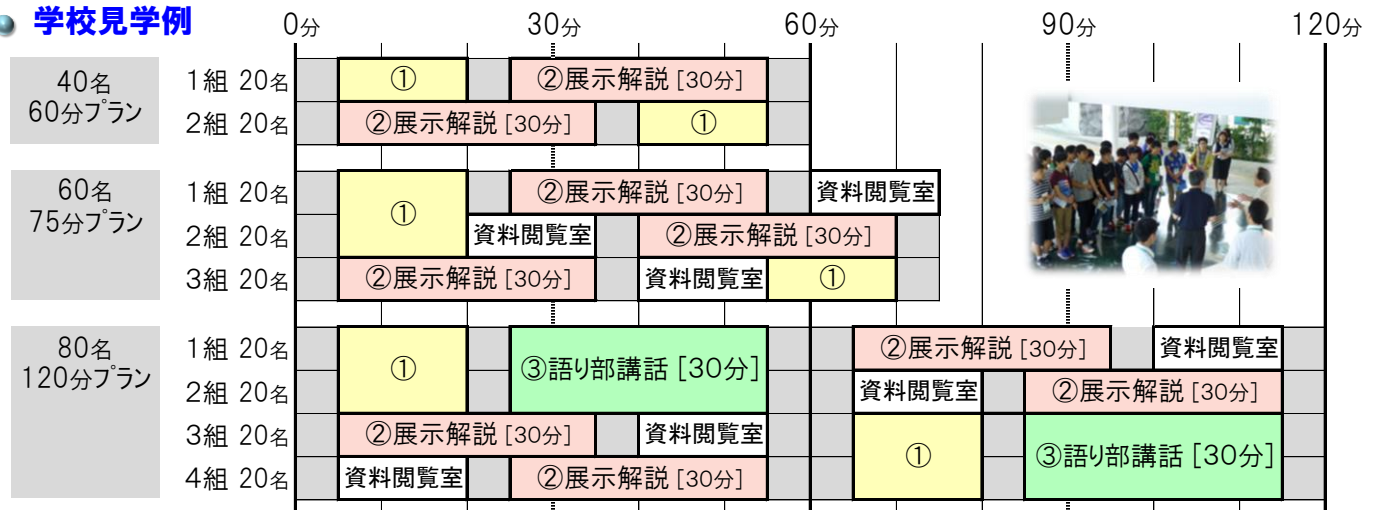 学校見学例
0分 30分 60分 90分 120分
40名
60分プラン
1組 20名 ① ②展示解説 [30分]
2組 20名 ②展示解説 [30分] ①
60名
75分プラン
1組 20名 ① ②展示解説 [30分] 資料閲覧室
2組 20名 資料閲覧室 ②展示解説 [30分]
3組 20名 ②展示解説 [30分] 資料閲覧室 ①
80名
120分プラン
1組 20名 ① ③語り部講話 [30分] ②展示解説 [30分] 資料閲覧室
2組 20名 資料閲覧室 ②展示解説 [30分]
3組 20名 ②展示解説 [30分] 資料閲覧室 ① ③語り部講話 [30分]
4組 20名 資料閲覧室 ②展示解説 [30分]